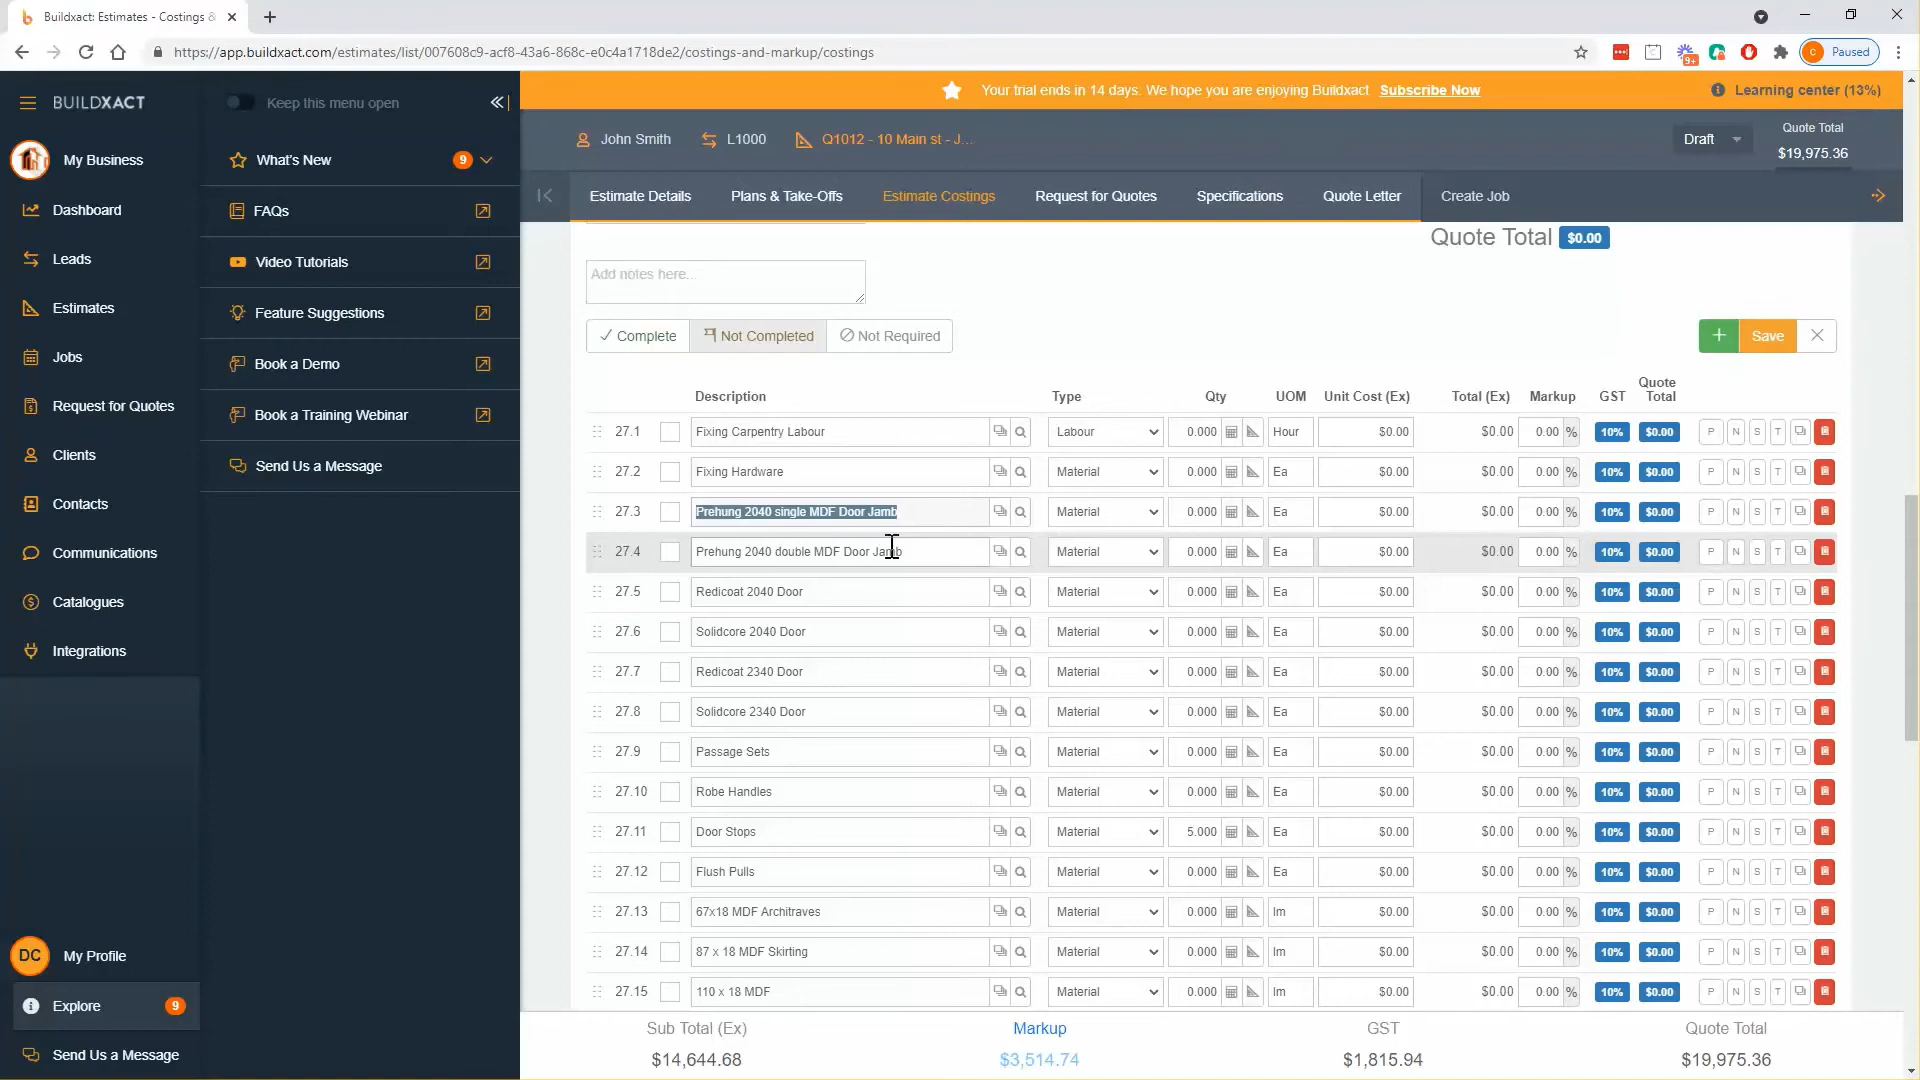 Buildxact: Estimates - Costings &
https://app.buildxact.com/estimates/list/007608c9-acf8-43a6-868c-e0c4a1718de2/costings-and-markup/costings
9+
C Paused
BUILDXACT
Keep this menu open
Your trial ends in 14 days. We hope you are enjoying Buildxact Subscribe Now
Learning center (13%)
My Business
Dashboard
Leads
Estimates
Jobs
Request for Quotes
Clients
Contacts
Communications
Catalogues
Integrations
DC My Profile
Explore 9
Send Us a Message
What's New 9
FAQs
Video Tutorials
Feature Suggestions
Book a Demo
Book a Training Webinar
Send Us a Message
John Smith L1000 Q1012 - 10 Main st - J...
Draft
Quote Total
$19,975.36
Estimate Details Plans & Take-Offs Estimate Costings Request for Quotes Specifications Quote Letter Create Job
Quote Total $0.00
Add notes here...
Complete Not Completed Not Required
+ Save
Description Type Qty UOM Unit Cost (Ex) Total (Ex) Markup GST Quote Total
27.1 Fixing Carpentry Labour Labour 0.000 Hour $0.00 $0.00 0.00 % 10% $0.00 P N S T
27.2 Fixing Hardware Material 0.000 Ea $0.00 $0.00 0.00 % 10% $0.00 P N S T
27.3 Prehung 2040 single MDF Door Jamb Material 0.000 Ea $0.00 $0.00 0.00 % 10% $0.00 P N S T
27.4 Prehung 2040 double MDF Door Jamb Material 0.000 Ea $0.00 $0.00 0.00 % 10% $0.00 P N S T
27.5 Redicoat 2040 Door Material 0.000 Ea $0.00 $0.00 0.00 % 10% $0.00 P N S T
27.6 Solidcore 2040 Door Material 0.000 Ea $0.00 $0.00 0.00 % 10% $0.00 P N S T
27.7 Redicoat 2340 Door Material 0.000 Ea $0.00 $0.00 0.00 % 10% $0.00 P N S T
27.8 Solidcore 2340 Door Material 0.000 Ea $0.00 $0.00 0.00 % 10% $0.00 P N S T
27.9 Passage Sets Material 0.000 Ea $0.00 $0.00 0.00 % 10% $0.00 P N S T
27.10 Robe Handles Material 0.000 Ea $0.00 $0.00 0.00 % 10% $0.00 P N S T
27.11 Door Stops Material 5.000 Ea $0.00 $0.00 0.00 % 10% $0.00 P N S T
27.12 Flush Pulls Material 0.000 Ea $0.00 $0.00 0.00 % 10% $0.00 P N S T
27.13 67x18 MDF Architraves Material 0.000 lm $0.00 $0.00 0.00 % 10% $0.00 P N S T
27.14 87 x 18 MDF Skirting Material 0.000 lm $0.00 $0.00 0.00 % 10% $0.00 P N S T
27.15 110 x 18 MDF Material 0.000 lm $0.00 $0.00 0.00 % 10% $0.00 P N S T
Sub Total (Ex) Markup GST Quote Total
$14,644.68 $3,514.74 $1,815.94 $19,975.36